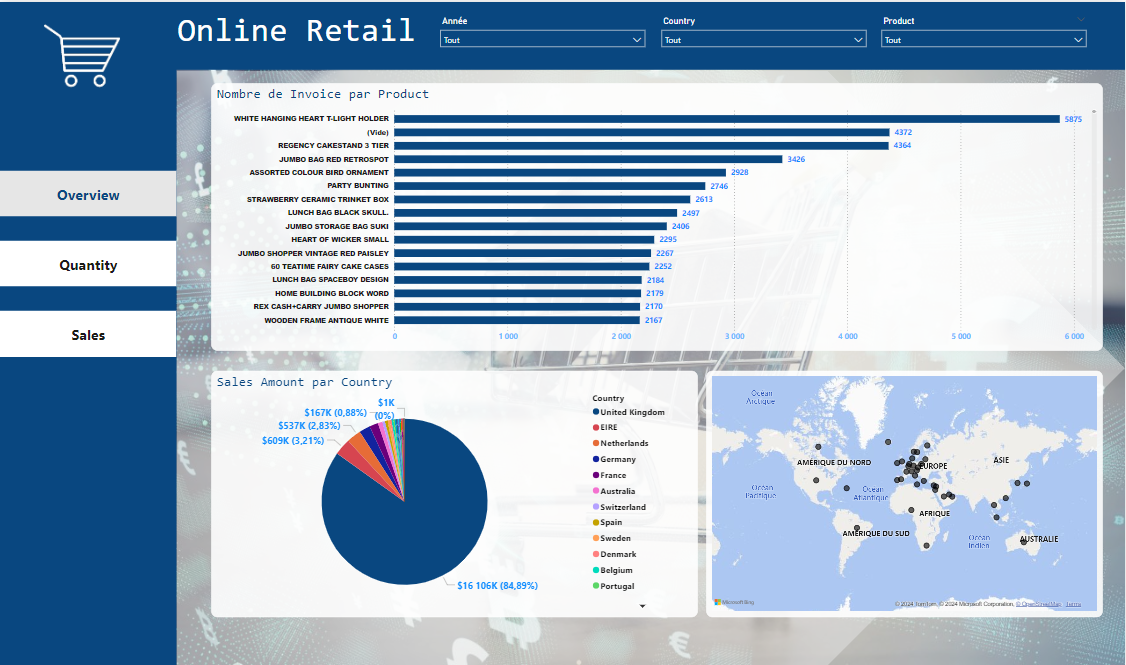 Online Retail
Année
Country
Product
Tout
Tout
Tout
Overview
Quantity
Sales
Nombre de Invoice par Product
WHITE HANGING HEART T-LIGHT HOLDER 5875
(Vide) 4372
REGENCY CAKESTAND 3 TIER 4364
JUMBO BAG RED RETROSPOT 3426
ASSORTED COLOUR BIRD ORNAMENT 2928
PARTY BUNTING 2746
STRAWBERRY CERAMIC TRINKET BOX 2613
LUNCH BAG BLACK SKULL. 2497
JUMBO STORAGE BAG SUKI 2406
HEART OF WICKER SMALL 2295
JUMBO SHOPPER VINTAGE RED PAISLEY 2267
60 TEATIME FAIRY CAKE CASES 2252
LUNCH BAG SPACEBOY DESIGN 2184
HOME BUILDING BLOCK WORD 2179
REX CASH+CARRY JUMBO SHOPPER 2170
WOODEN FRAME ANTIQUE WHITE 2167
0 1 000 2 000 3 000 4 000 5 000 6 000
Sales Amount par Country
$1K
(0%)
$167K (0,88%)
$537K (2,83%)
$609K (3,21%)
$16 106K (84,89%)
Country
United Kingdom
EIRE
Netherlands
Germany
France
Australia
Switzerland
Spain
Sweden
Denmark
Belgium
Portugal
Océan
Arctique
AMÉRIQUE DU NORD
EUROPE
ASIE
Océan
Pacifique
Océan
Atlantique
AFRIQUE
AMÉRIQUE DU SUD
Océan
Indien
AUSTRALIE
Microsoft Bing
© 2024 TomTom, © 2024 Microsoft Corporation, © OpenStreetMap Terms